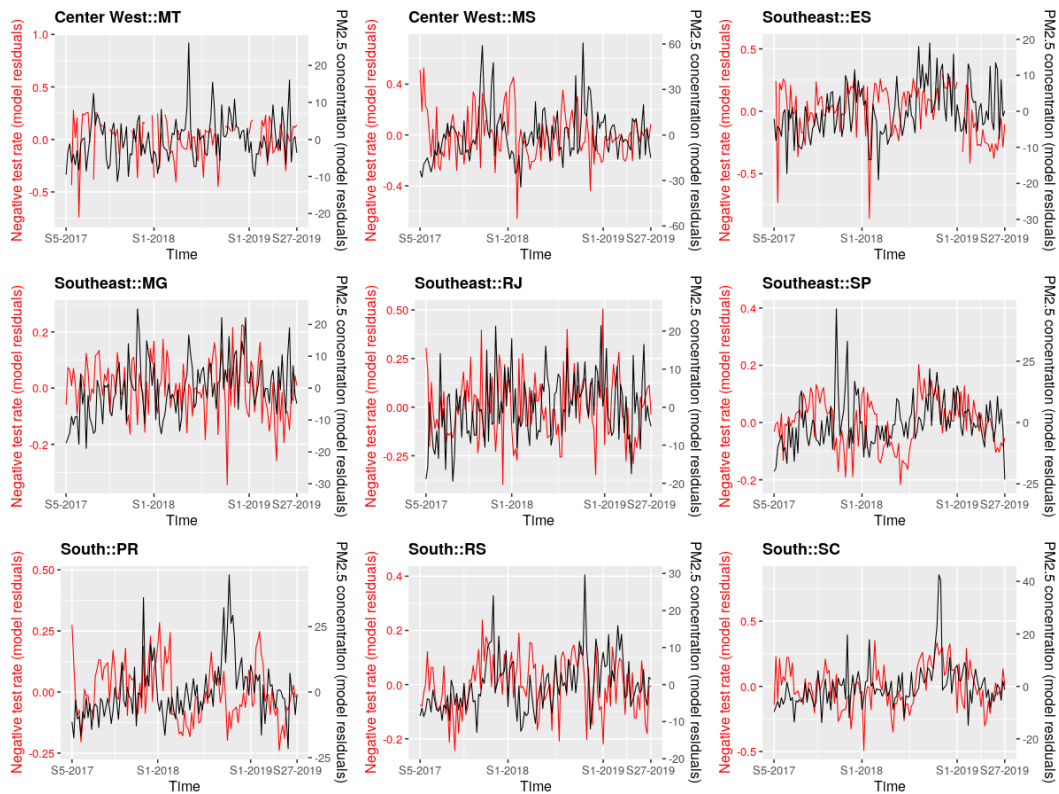 Center West::MT
Negative test rate (model residuals)
1.0
0.5
0.0
-0.5
20
10
0
-10
-20
PM2.5 concentration (model residuals)
S5-2017 S1-2018 S1-2019 S27-2019
Time
Center West::MS
Negative test rate (model residuals)
0.4
0.0
-0.4
60
30
0
-30
-60
PM2.5 concentration (model residuals)
S5-2017 S1-2018 S1-2019 S27-2019
Time
Southeast::ES
Negative test rate (model residuals)
0.5
0.0
-0.5
20
10
0
-10
-20
-30
PM2.5 concentration (model residuals)
S5-2017 S1-2018 S1-2019 S27-2019
Time
Southeast::MG
Negative test rate (model residuals)
0.2
0.0
-0.2
20
10
0
-10
-20
-30
PM2.5 concentration (model residuals)
S5-2017 S1-2018 S1-2019 S27-2019
Time
Southeast::RJ
Negative test rate (model residuals)
0.50
0.25
0.00
-0.25
20
10
0
-10
-20
PM2.5 concentration (model residuals)
S5-2017 S1-2018 S1-2019 S27-2019
Time
Southeast::SP
Negative test rate (model residuals)
0.4
0.2
0.0
-0.2
25
0
-25
PM2.5 concentration (model residuals)
S5-2017 S1-2018 S1-2019 S27-2019
Time
South::PR
Negative test rate (model residuals)
0.50
0.25
0.00
-0.25
25
0
-25
PM2.5 concentration (model residuals)
S5-2017 S1-2018 S1-2019 S27-2019
Time
South::RS
Negative test rate (model residuals)
0.4
0.2
0.0
-0.2
30
20
10
0
-10
-20
PM2.5 concentration (model residuals)
S5-2017 S1-2018 S1-2019 S27-2019
Time
South::SC
Negative test rate (model residuals)
0.5
0.0
-0.5
40
20
0
-20
PM2.5 concentration (model residuals)
S5-2017 S1-2018 S1-2019 S27-2019
Time